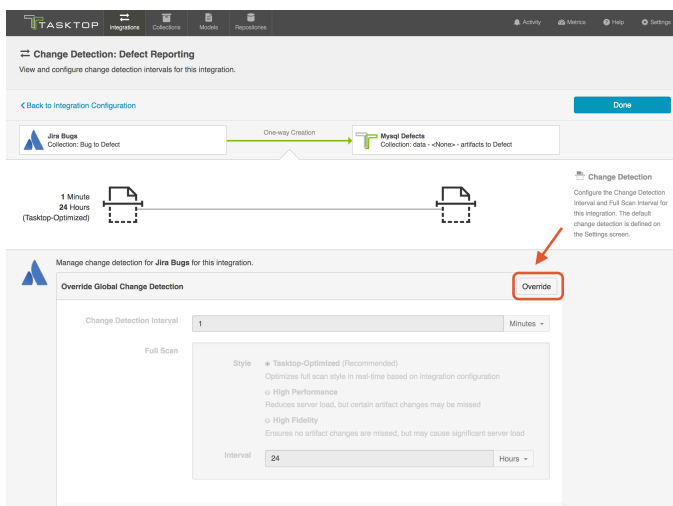 TASKTOP
Integrations
Collections
Models
Repositories
Activity
Metrics
Help
Settings
Change Detection: Defect Reporting
View and configure change detection intervals for this integration.
Back to Integration Configuration
Done
Jira Bugs
Collection: Bug to Defect
One-way Creation
Mysql Defects
Collection: data - <None> - artifacts to Defect
1 Minute
24 Hours
(Tasktop-Optimized)
Change Detection
Configure the Change Detection
Interval and Full Scan Interval for
this integration. The default
change detection is defined on
the Settings screen.
Manage change detection for Jira Bugs for this integration.
Override Global Change Detection
Override
Change Detection Interval
1
Minutes
Full Scan
Style
Tasktop-Optimized (Recommended)
Optimizes full scan style in real-time based on integration configuration
High Performance
Reduces server load, but certain artifact changes may be missed
High Fidelity
Ensures no artifact changes are missed, but may cause significant server load
Interval
24
Hours